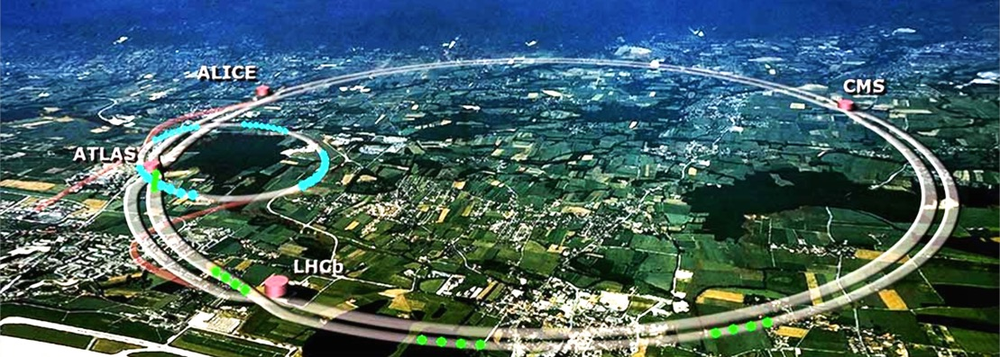 ALICE
CMS
ATLAS
LHCb